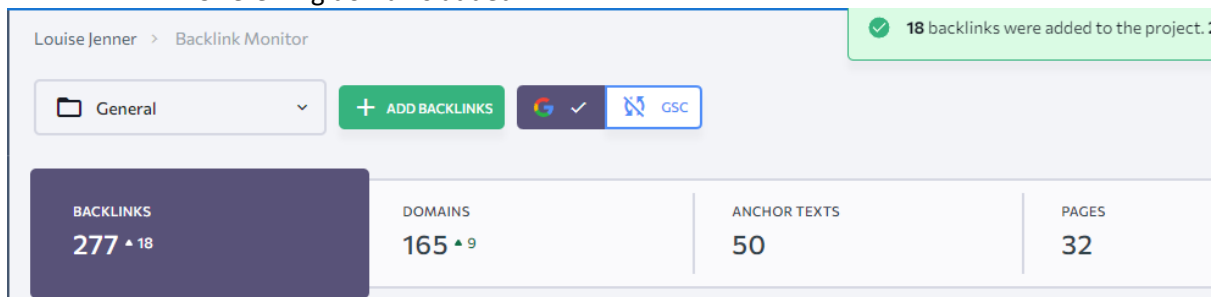 Louise Jenner > Backlink Monitor
18 backlinks were added to the project.
General
+ ADD BACKLINKS
GSC
BACKLINKS
277 ▲ 18
DOMAINS
165 ▲ 9
ANCHOR TEXTS
50
PAGES
32